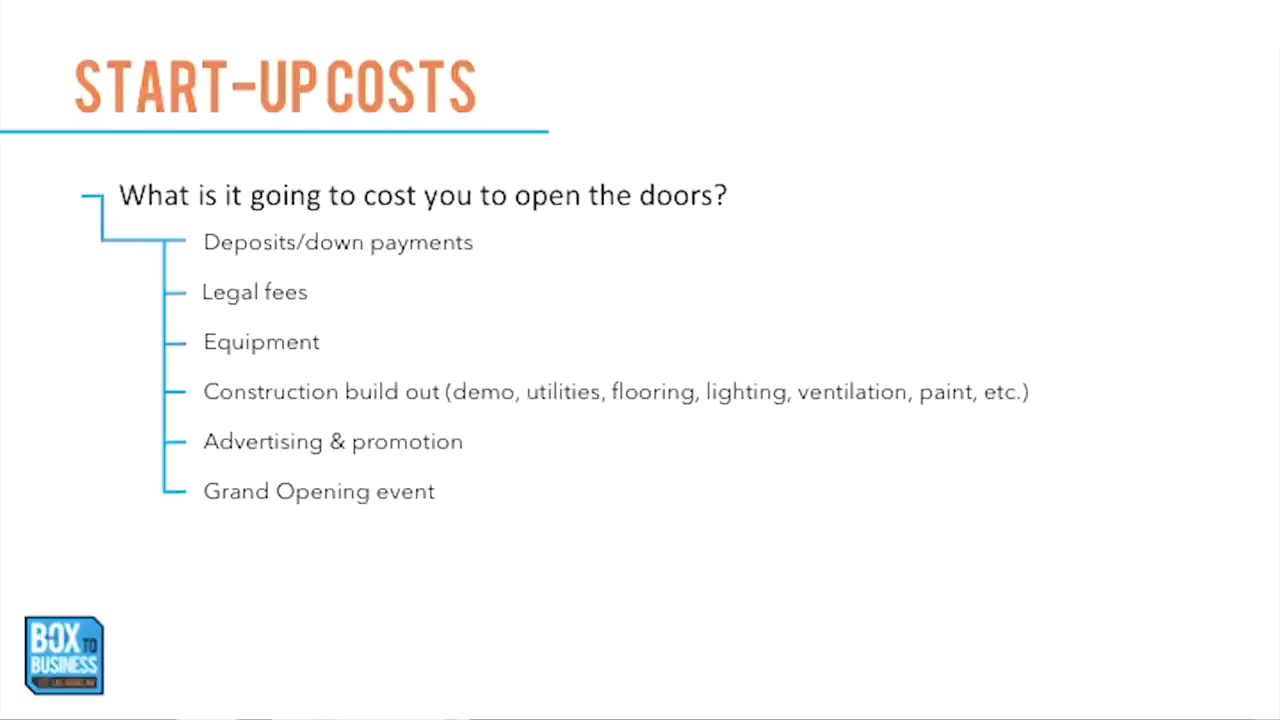 START-UP COSTS
What is it going to cost you to open the doors?
Deposits/down payments
Legal fees
Equipment
Construction build out (demo, utilities, flooring, lighting, ventilation, paint, etc.)
Advertising & promotion
Grand Opening event
BOX TO
BUSINESS